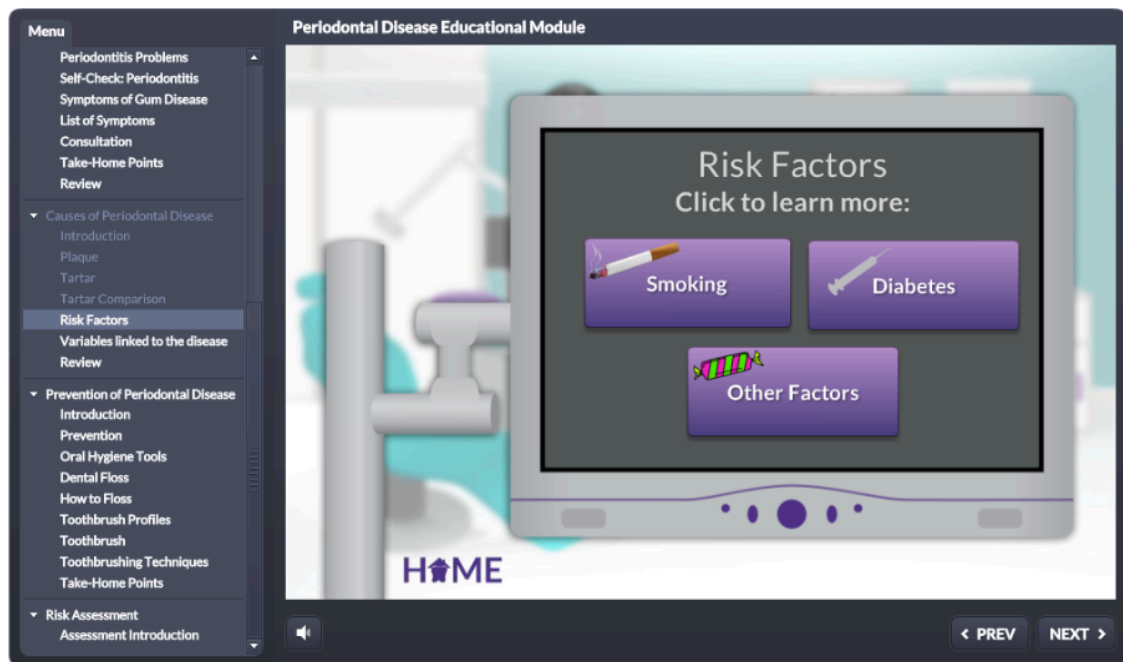 Menu
Periodontitis Problems
Self-Check: Periodontitis
Symptoms of Gum Disease
List of Symptoms
Consultation
Take-Home Points
Review
Causes of Periodontal Disease
Introduction
Plaque
Tartar
Tartar Comparison
Risk Factors
Variables linked to the disease
Review
Prevention of Periodontal Disease
Introduction
Prevention
Oral Hygiene Tools
Dental Floss
How to Floss
Toothbrush Profiles
Toothbrush
Toothbrushing Techniques
Take-Home Points
Risk Assessment
Assessment Introduction
Periodontal Disease Educational Module
Risk Factors
Click to learn more:
Smoking
Diabetes
Other Factors
HOME
< PREV
NEXT >